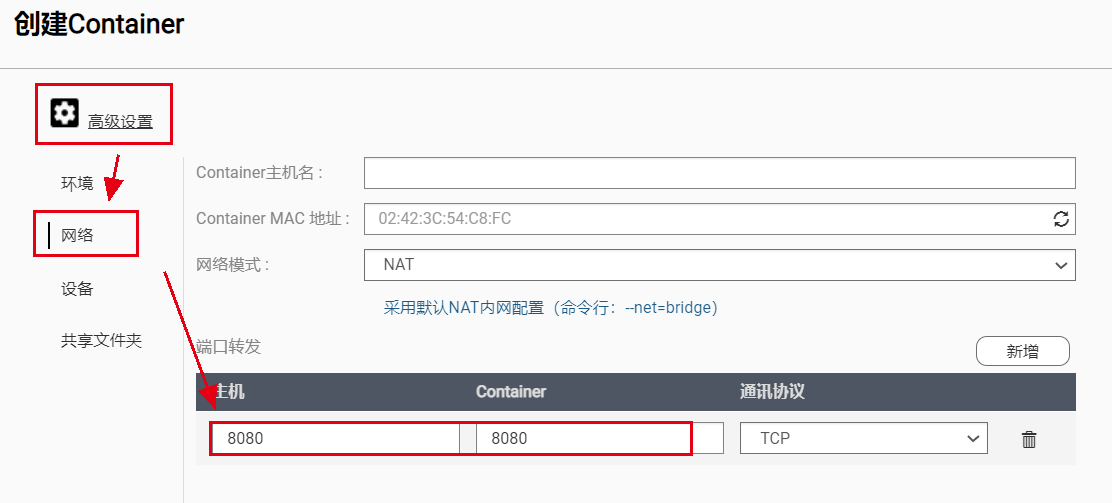 创建Container
高级设置
环境
网络
设备
共享文件夹
Container主机名：
Container MAC 地址： 02:42:3C:54:C8:FC
网络模式： NAT
采用默认NAT内网配置（命令行：--net=bridge）
端口转发 新增
主机 Container 通讯协议
8080 8080 TCP